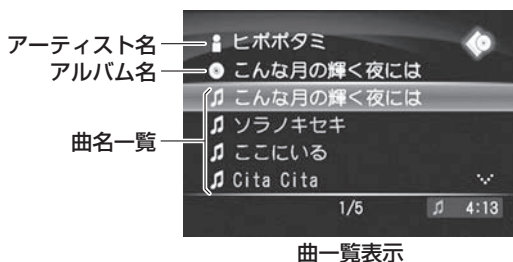 アーティスト名
ヒポポタミ
アルバム名
こんな月の輝く夜には
こんな月の輝く夜には
ソラノキセキ
曲名一覧
ここにいる
Cita Cita
1/5
4:13
曲一覧表示